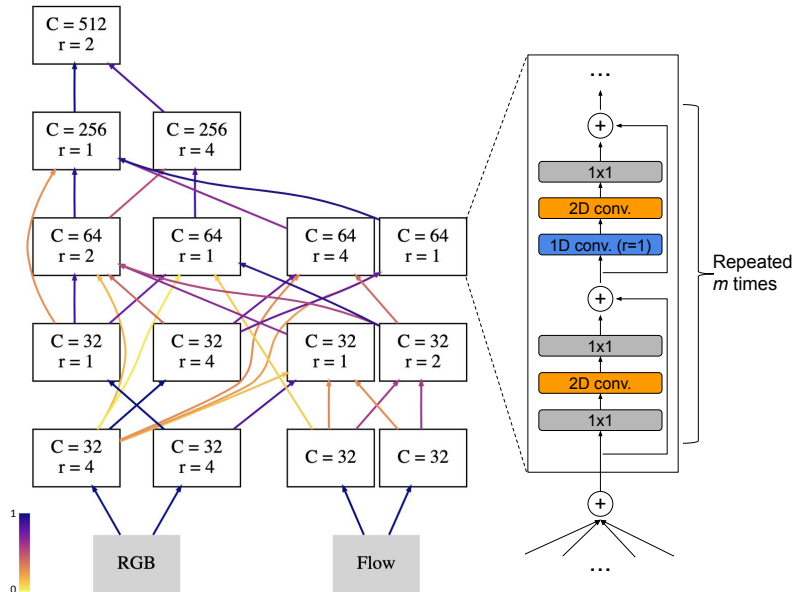 C = 512
r = 2
C = 256
r = 1
C = 256
r = 4
C = 64
r = 2
C = 64
r = 1
C = 64
r = 4
C = 64
r = 1
C = 32
r = 1
C = 32
r = 4
C = 32
r = 1
C = 32
r = 2
C = 32
r = 4
C = 32
r = 4
C = 32
C = 32
RGB
Flow
1
0
...
+
1x1
2D conv.
1D conv. (r=1)
+
1x1
2D conv.
1x1
+
...
Repeated
m times